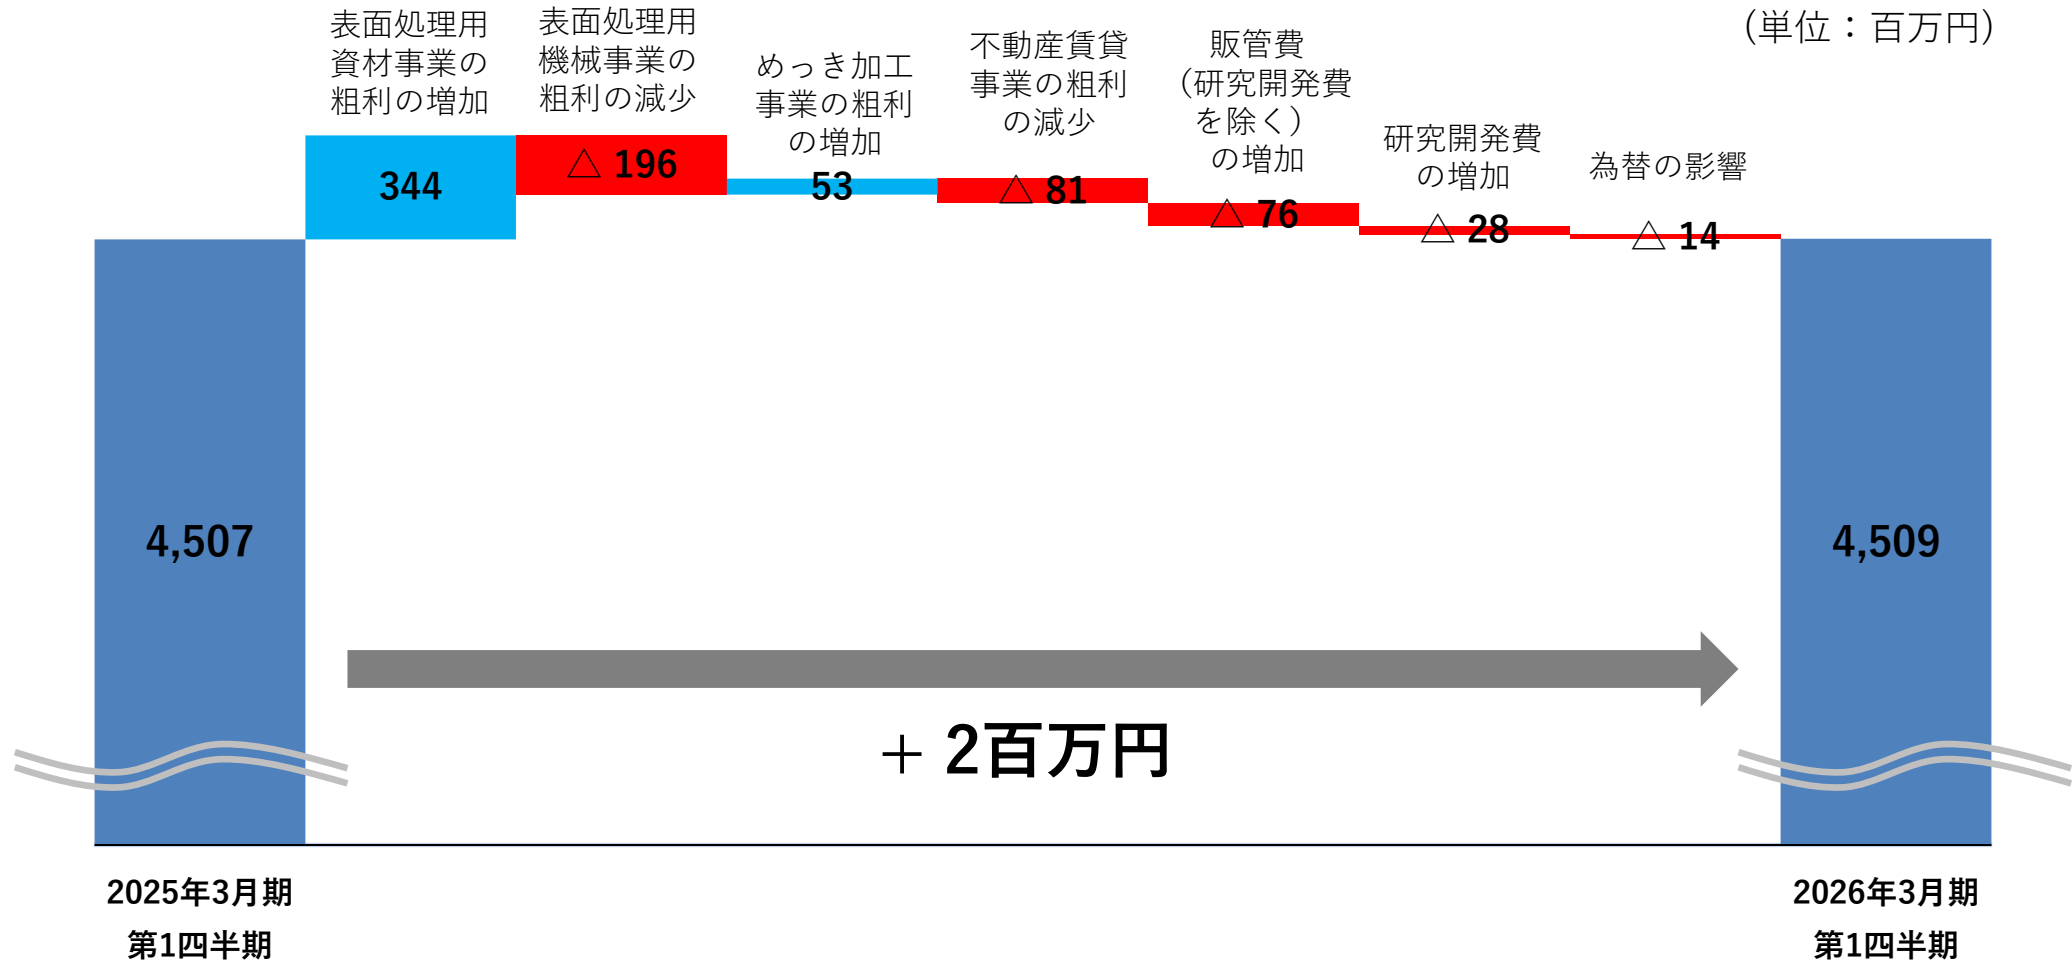 (単位：百万円)
表面処理用
資材事業の
粗利の増加
表面処理用
機械事業の
粗利の減少
めっき加工
事業の粗利
の増加
不動産賃貸
事業の粗利
の減少
販管費
（研究開発費
を除く）
の増加
研究開発費
の増加
為替の影響
344
△ 196
53
△ 81
△ 76
△ 28
△ 14
4,507
4,509
＋ 2百万円
2025年3月期
第1四半期
2026年3月期
第1四半期